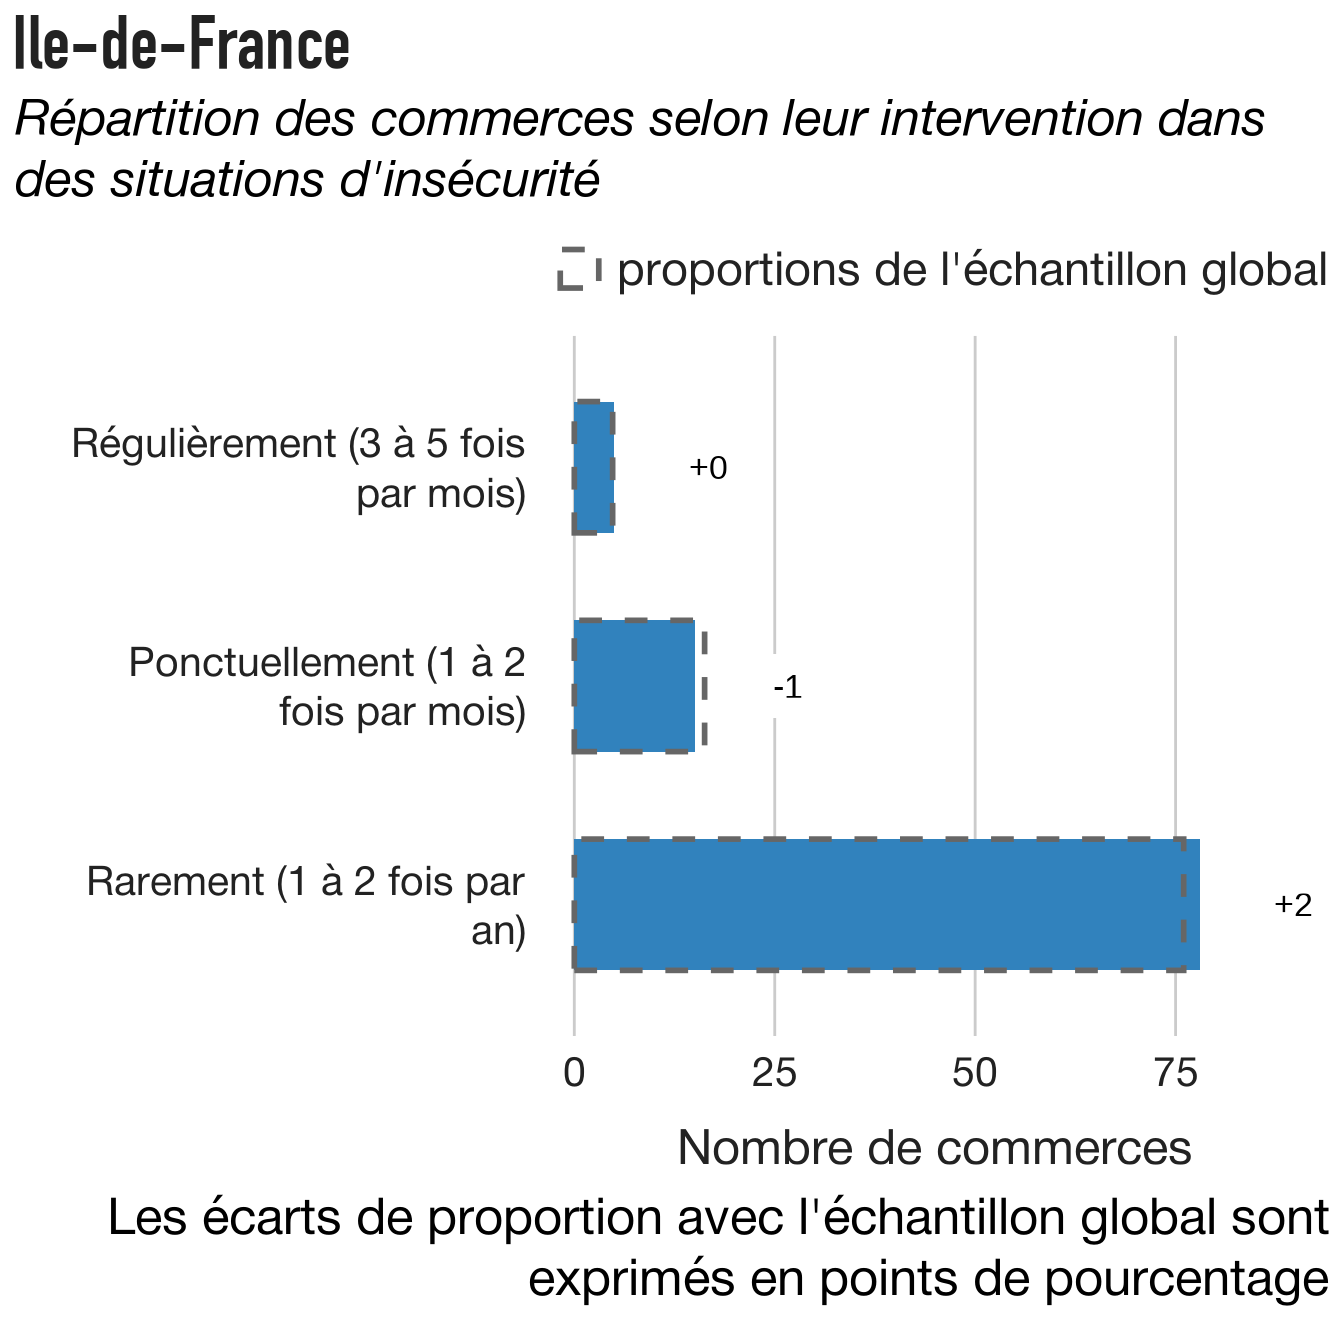 Ile-de-France
Répartition des commerces selon leur intervention dans
des situations d'insécurité
proportions de l'échantillon global
Régulièrement (3 à 5 fois
par mois)
+0
Ponctuellement (1 à 2
fois par mois)
-1
Rarement (1 à 2 fois par
an)
+2
0 25 50 75
Nombre de commerces
Les écarts de proportion avec l'échantillon global sont
exprimés en points de pourcentage